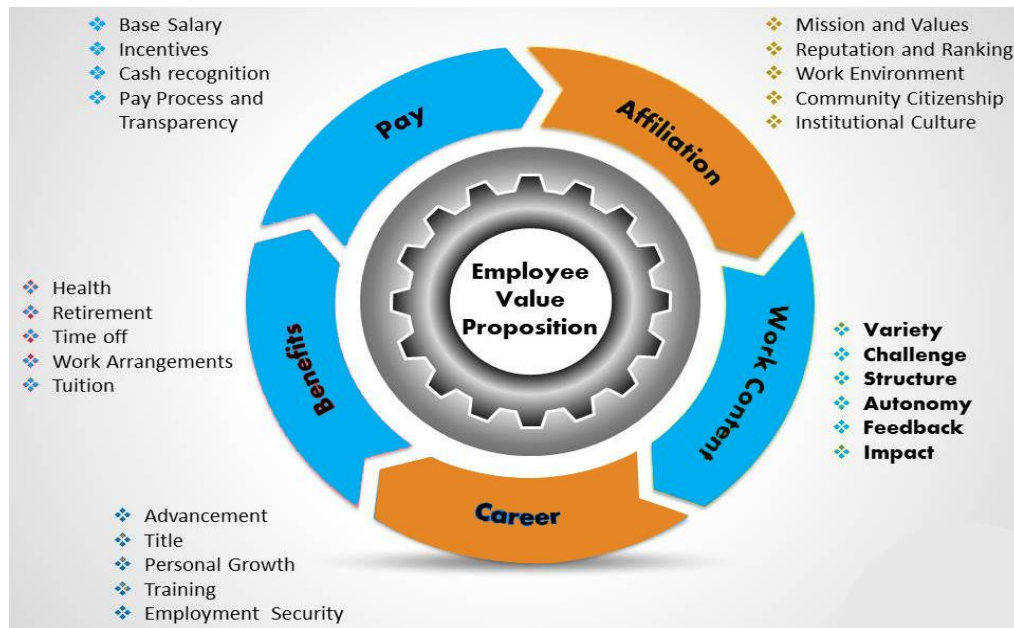 Base Salary
Incentives
Cash recognition
Pay Process and
Transparency
Mission and Values
Reputation and Ranking
Work Environment
Community Citizenship
Institutional Culture
Pay
Affiliation
Employee
Value
Proposition
Health
Retirement
Time off
Work Arrangements
Tuition
Benefits
Work Content
Variety
Challenge
Structure
Autonomy
Feedback
Impact
Career
Advancement
Title
Personal Growth
Training
Employment Security